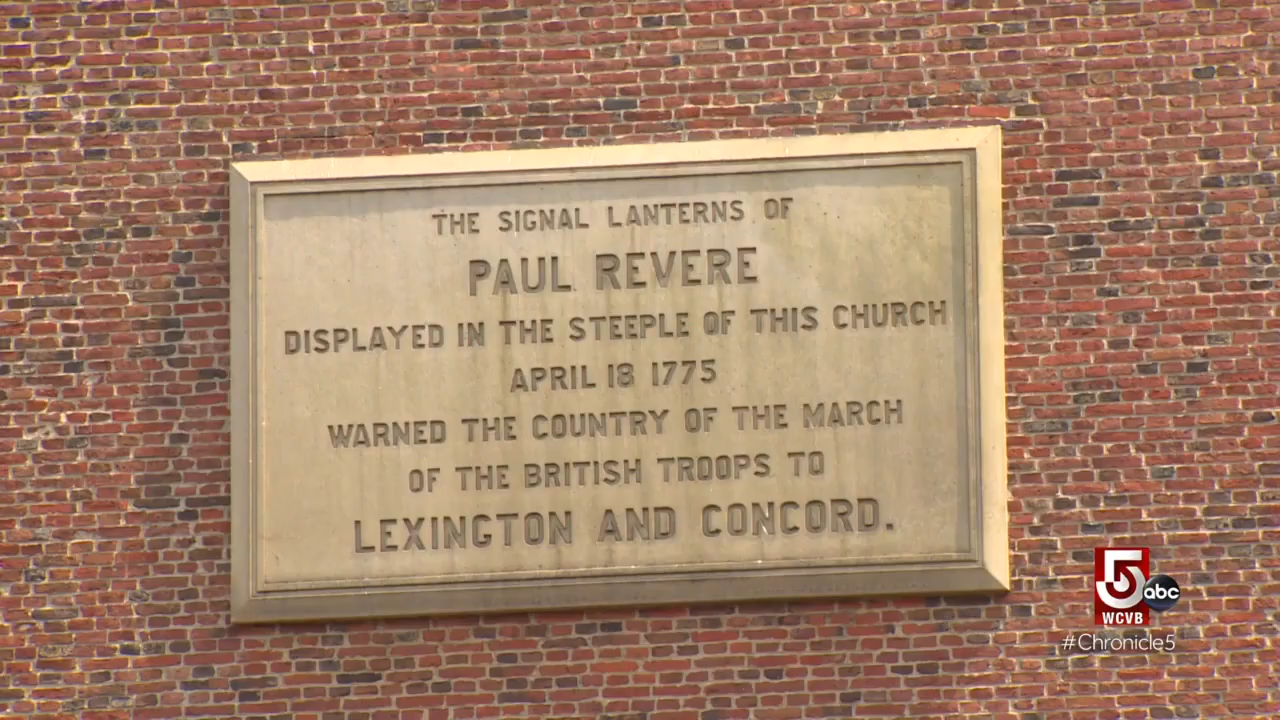 THE SIGNAL LANTERNS OF
PAUL REVERE
DISPLAYED IN THE STEEPLE OF THIS CHURCH
APRIL 18 1775
WARNED THE COUNTRY OF THE MARCH
OF THE BRITISH TROOPS TO
LEXINGTON AND CONCORD.
5 abc
WCVB
#Chronicle5